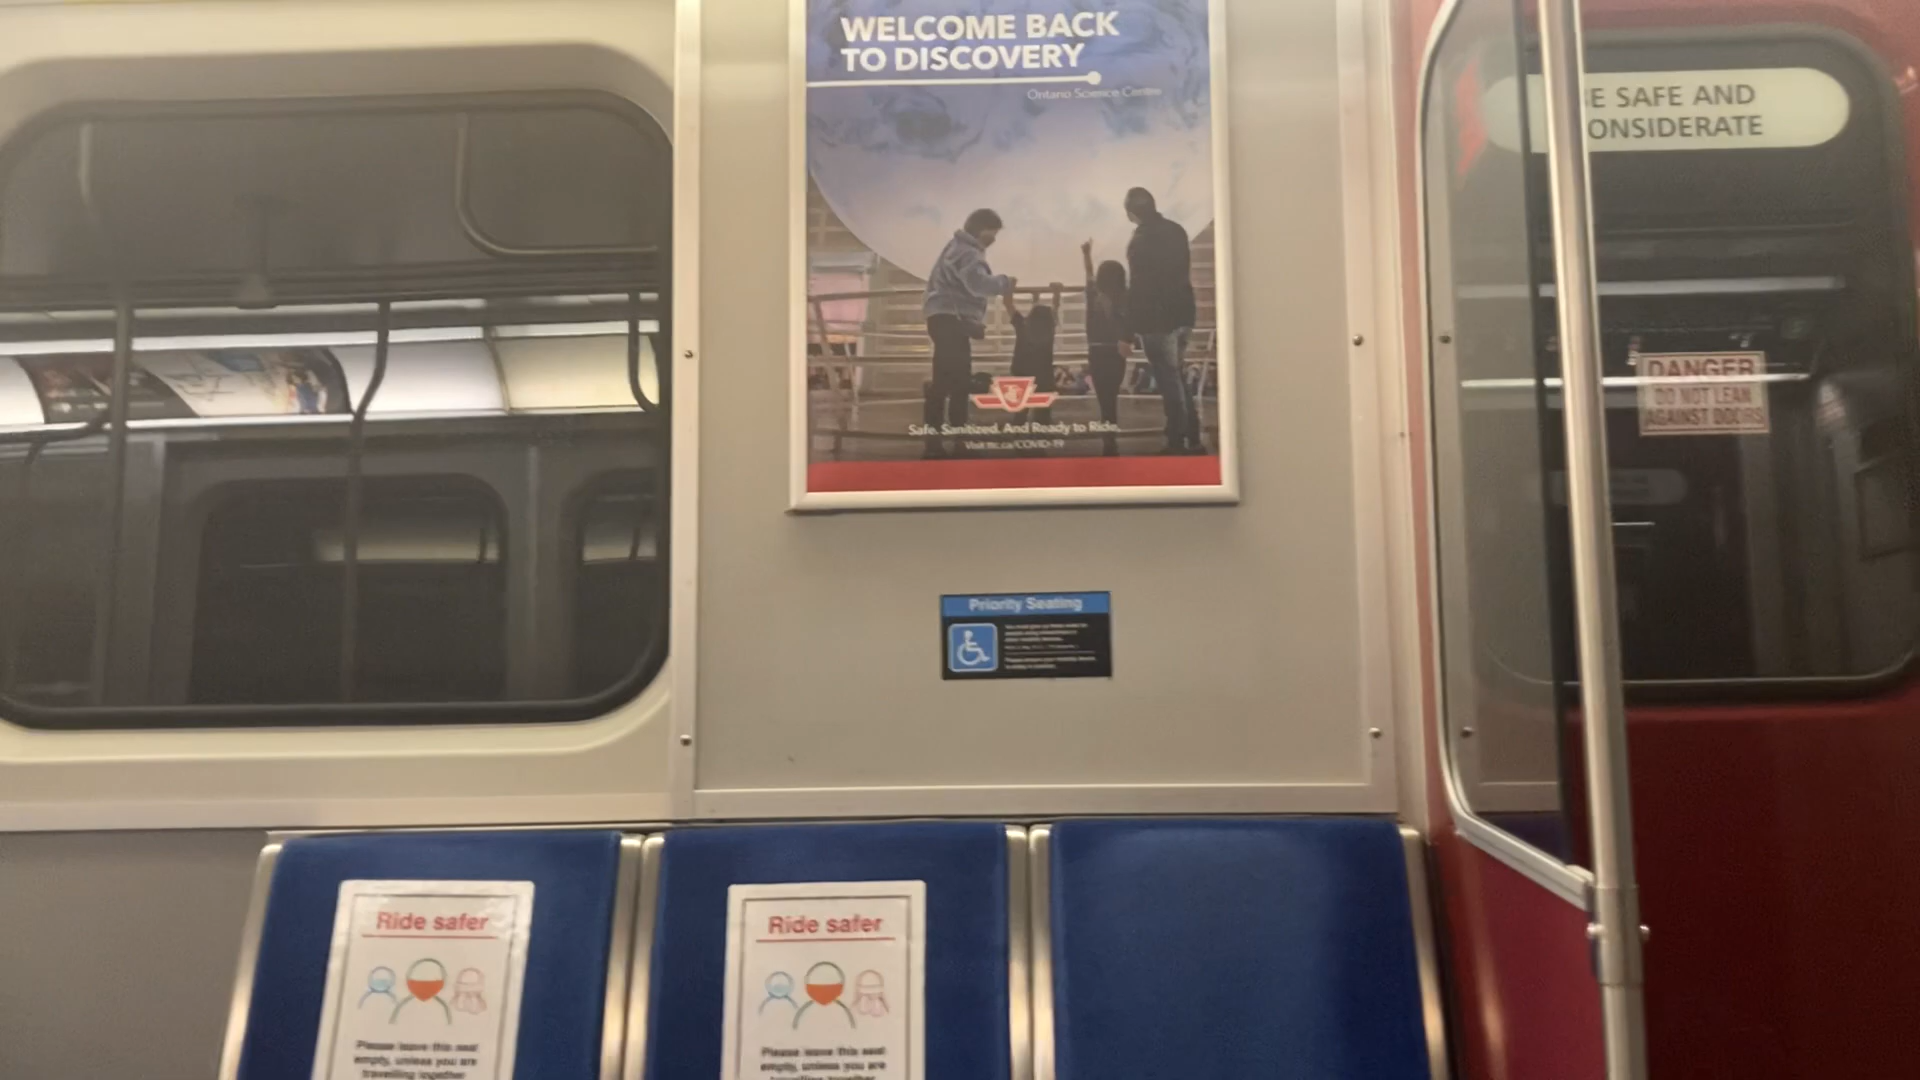 WELCOME BACK
TO DISCOVERY
Ontario Science Centre
Safe. Sanitized. And Ready to Ride.
Visit ttc.ca/COVID-19
E SAFE AND
ONSIDERATE
DANGER
DO NOT LEAN
AGAINST DOORS
Priority Seating
Ride safer
Please leave this seat
empty, unless you are
travelling together
Ride safer
Please leave this seat
empty, unless you are
travelling together